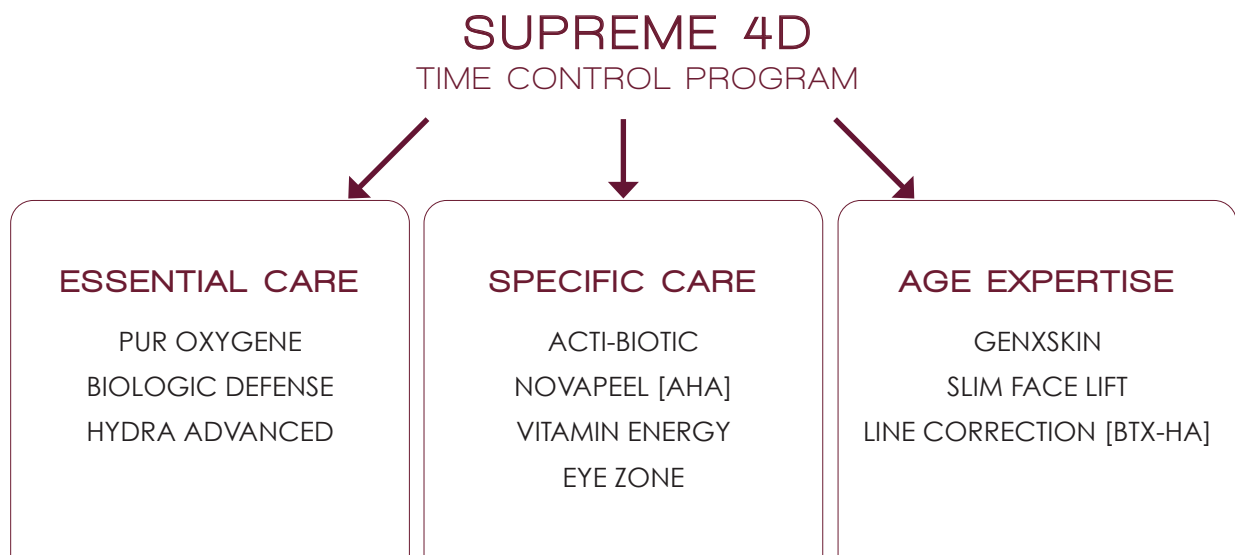 SUPREME 4D
TIME CONTROL PROGRAM
ESSENTIAL CARE
PUR OXYGENE
BIOLOGIC DEFENSE
HYDRA ADVANCED
SPECIFIC CARE
ACTI-BIOTIC
NOVAPEEL [AHA]
VITAMIN ENERGY
EYE ZONE
AGE EXPERTISE
GENXSKIN
SLIM FACE LIFT
LINE CORRECTION [BTX-HA]